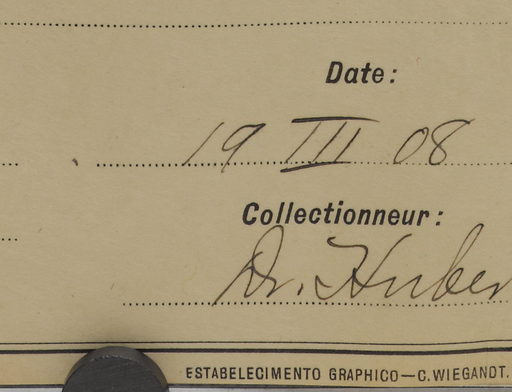 Date:
19 III 08
Collectionneur:
Dr. Huber
ESTABELECIMENTO GRAPHICO—C. WIEGANDT.